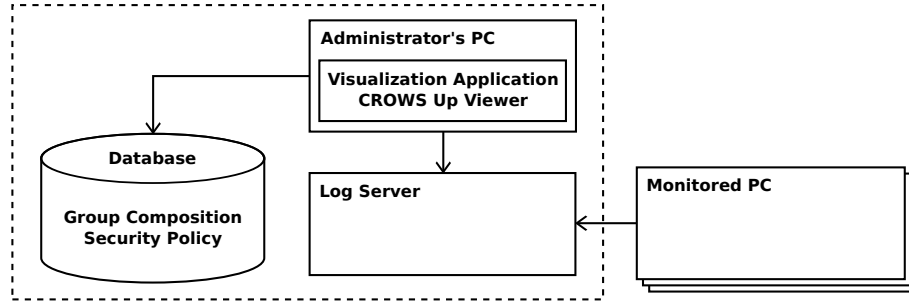 Administrator's PC
Visualization Application
CROWS Up Viewer
Database
Group Composition
Security Policy
Log Server
Monitored PC